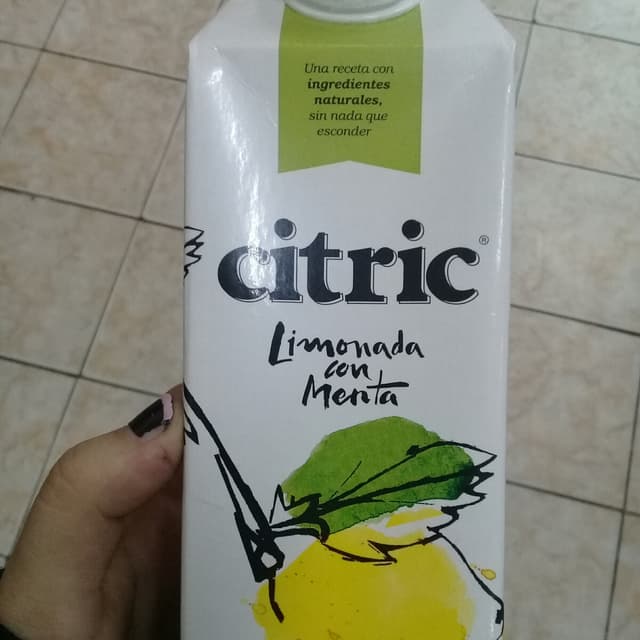 Una receta con
ingredientes
naturales,
sin nada que
esconder
citric®
Limonada
con
Menta